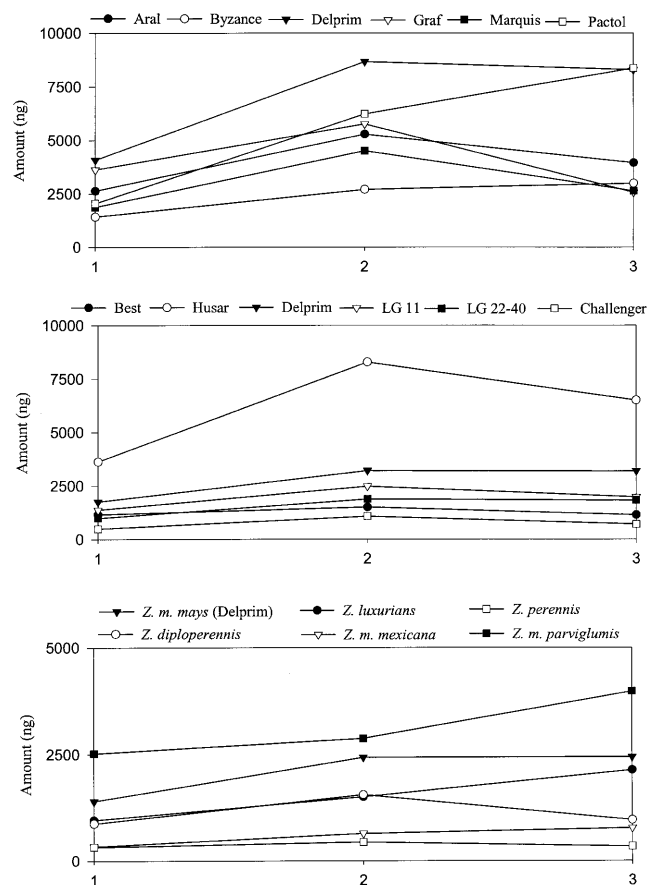 Aral Byzance Delprim Graf Marquis Pactol
10000
7500
5000
2500
0
Amount (ng)
1 2 3
Best Husar Delprim LG 11 LG 22-40 Challenger
10000
7500
5000
2500
0
Amount (ng)
1 2 3
Z. m. mays (Delprim) Z. luxurians Z. perennis
Z. diploperennis Z. m. mexicana Z. m. parviglumis
5000
2500
0
Amount (ng)
1 2 3